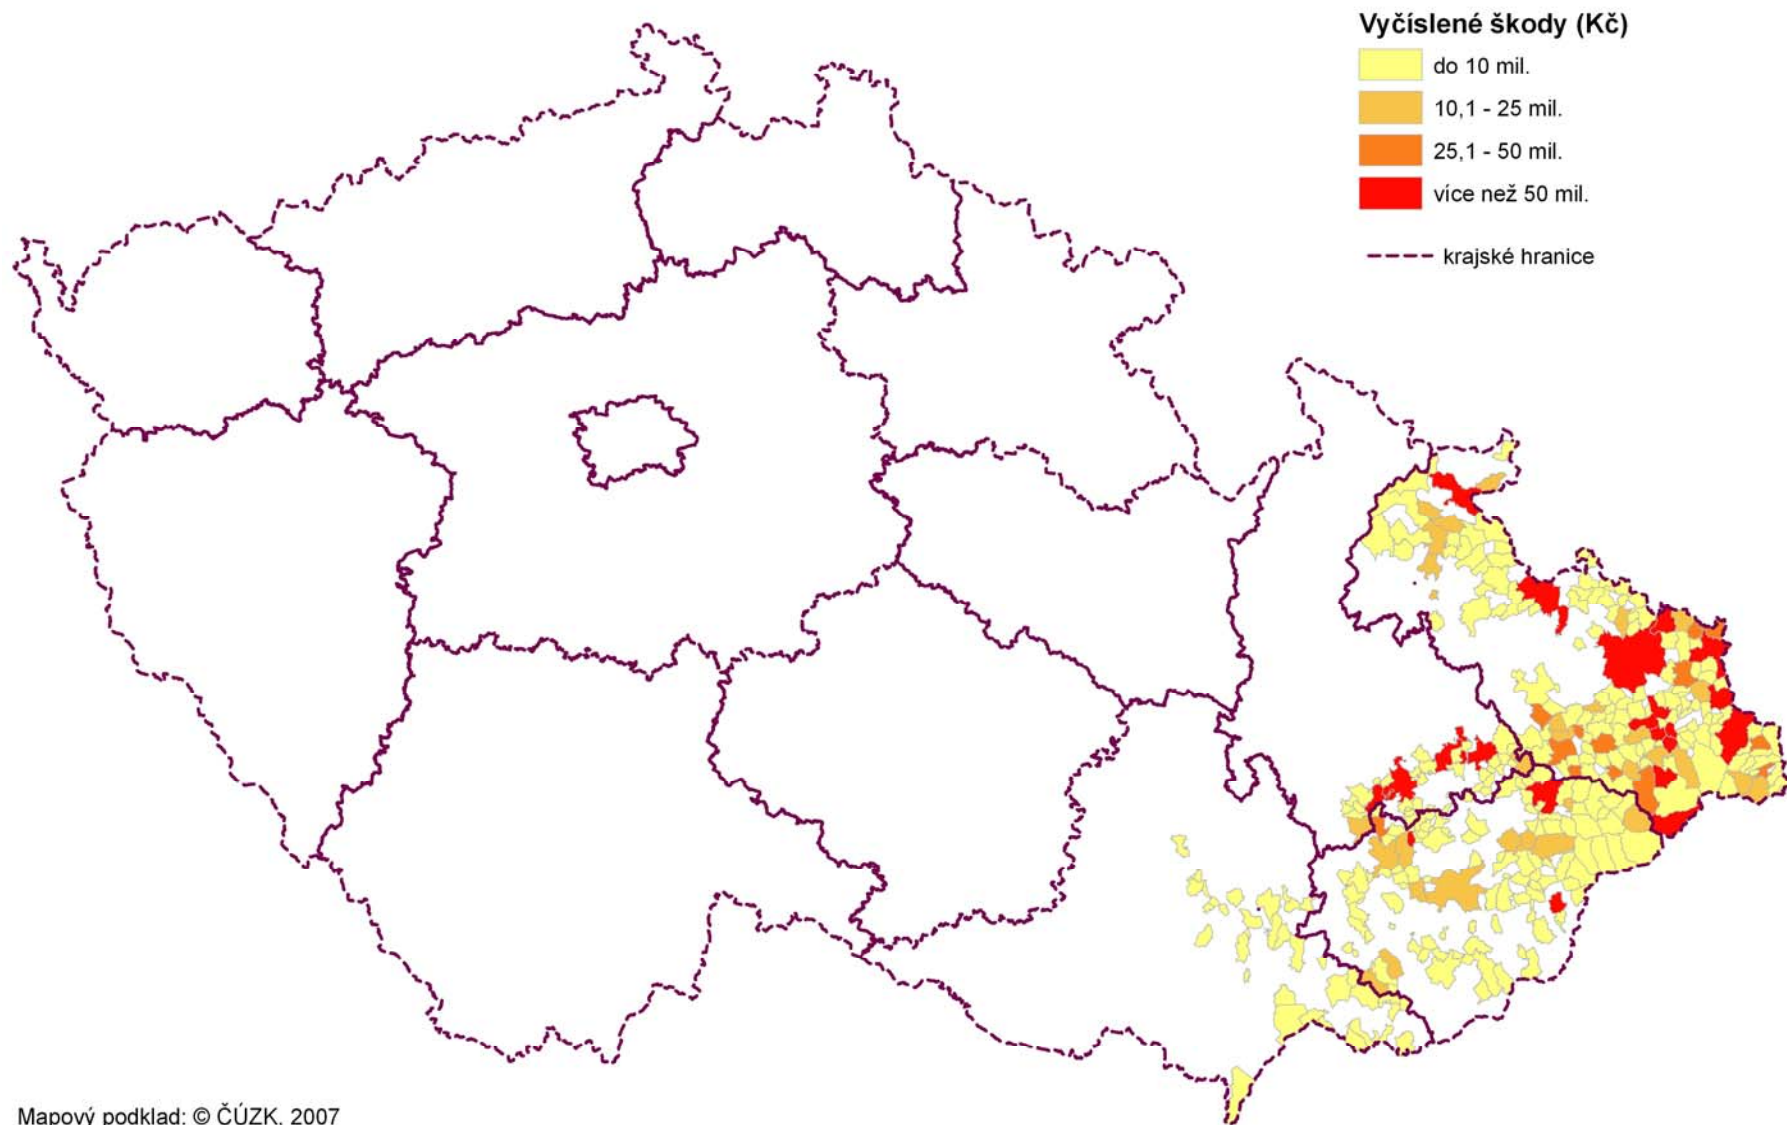 Vyčíslené škody (Kč)
do 10 mil.
10,1 - 25 mil.
25,1 - 50 mil.
více než 50 mil.
krajské hranice
Mapový podklad: © ČÚZK, 2007